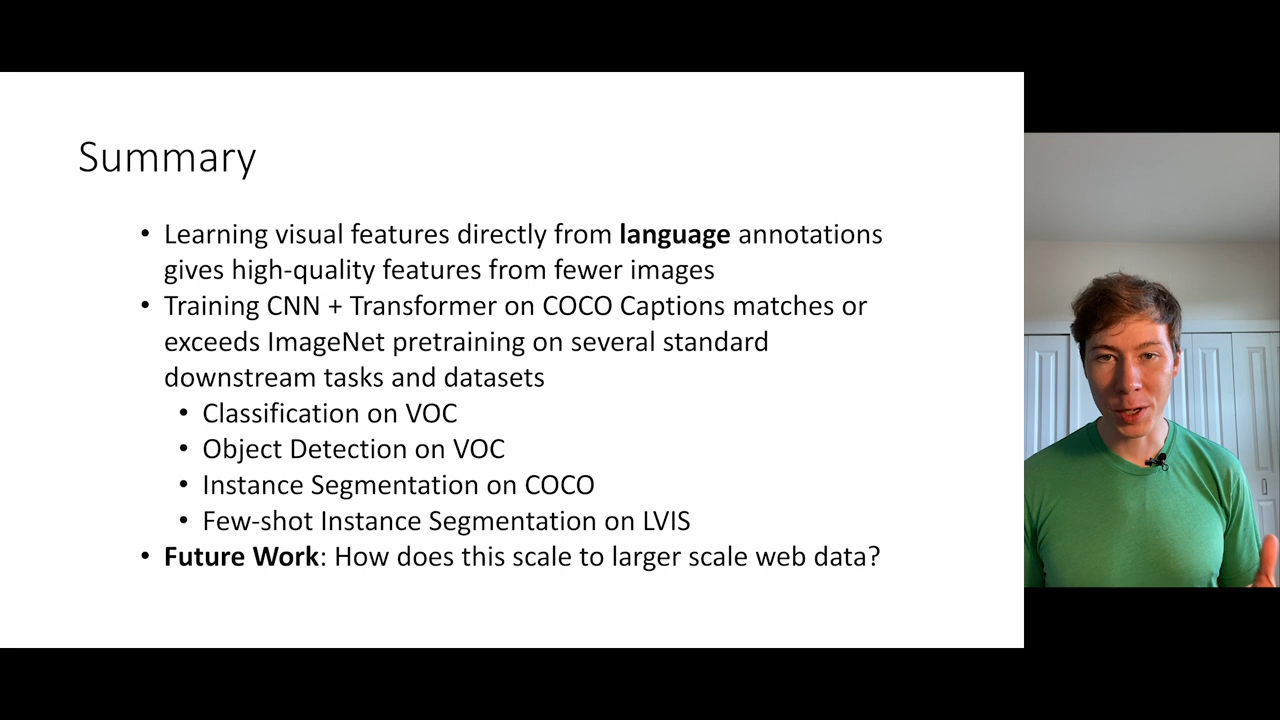 Summary
• Learning visual features directly from language annotations
gives high-quality features from fewer images
• Training CNN + Transformer on COCO Captions matches or
exceeds ImageNet pretraining on several standard
downstream tasks and datasets
• Classification on VOC
• Object Detection on VOC
• Instance Segmentation on COCO
• Few-shot Instance Segmentation on LVIS
• Future Work: How does this scale to larger scale web data?